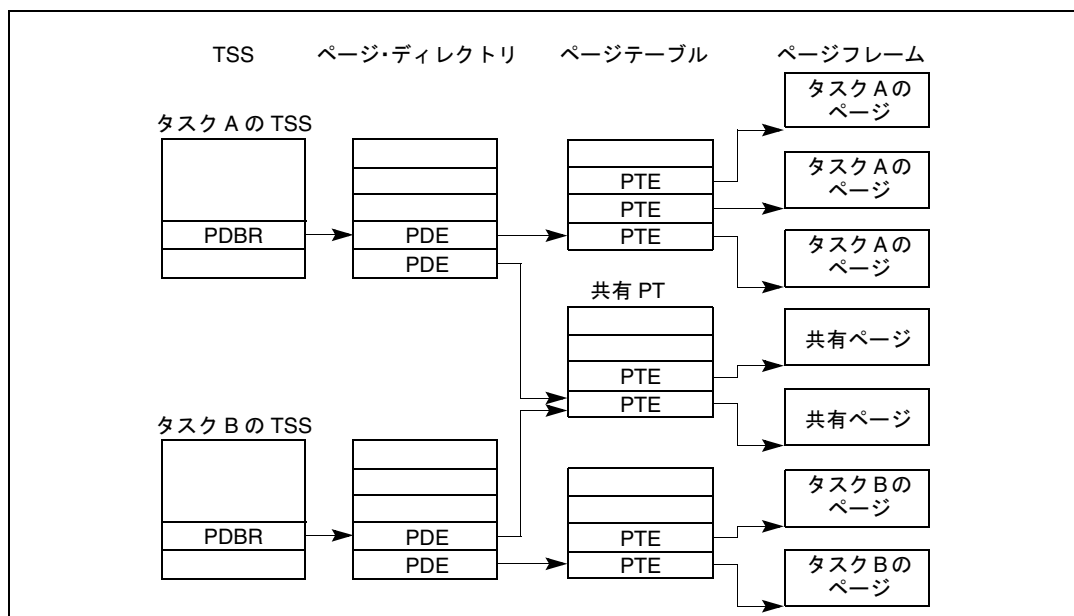 TSS
ページ・ディレクトリ
ページテーブル
ページフレーム
タスク A の TSS
PDBR
PDE
PDE
PTE
PTE
PTE
タスク A の
ページ
タスク A の
ページ
タスク A の
ページ
共有 PT
PTE
PTE
共有ページ
共有ページ
タスク B の TSS
PDBR
PDE
PDE
PTE
PTE
タスク B の
ページ
タスク B の
ページ